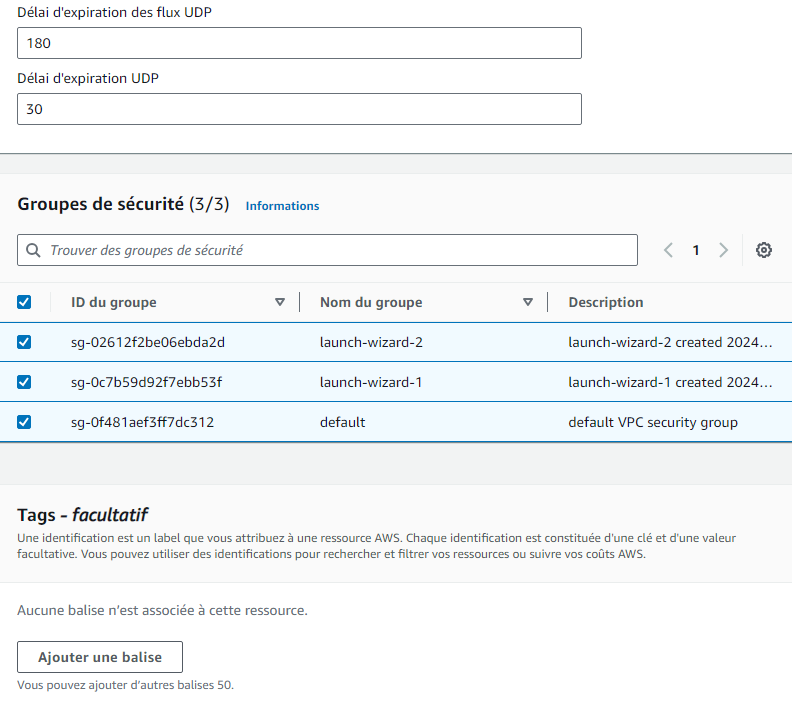 Délai d'expiration des flux UDP
180
Délai d'expiration UDP
30
Groupes de sécurité (3/3) Informations
Trouver des groupes de sécurité 1
ID du groupe Nom du groupe Description
sg-02612f2be06ebda2d launch-wizard-2 launch-wizard-2 created 2024...
sg-0c7b59d92f7ebb53f launch-wizard-1 launch-wizard-1 created 2024...
sg-0f481aef3ff7dc312 default default VPC security group
Tags - facultatif
Une identification est un label que vous attribuez à une ressource AWS. Chaque identification est constituée d'une clé et d'une valeur
facultative. Vous pouvez utiliser des identifications pour rechercher et filtrer vos ressources ou suivre vos coûts AWS.
Aucune balise n’est associée à cette ressource.
Ajouter une balise
Vous pouvez ajouter d’autres balises 50.